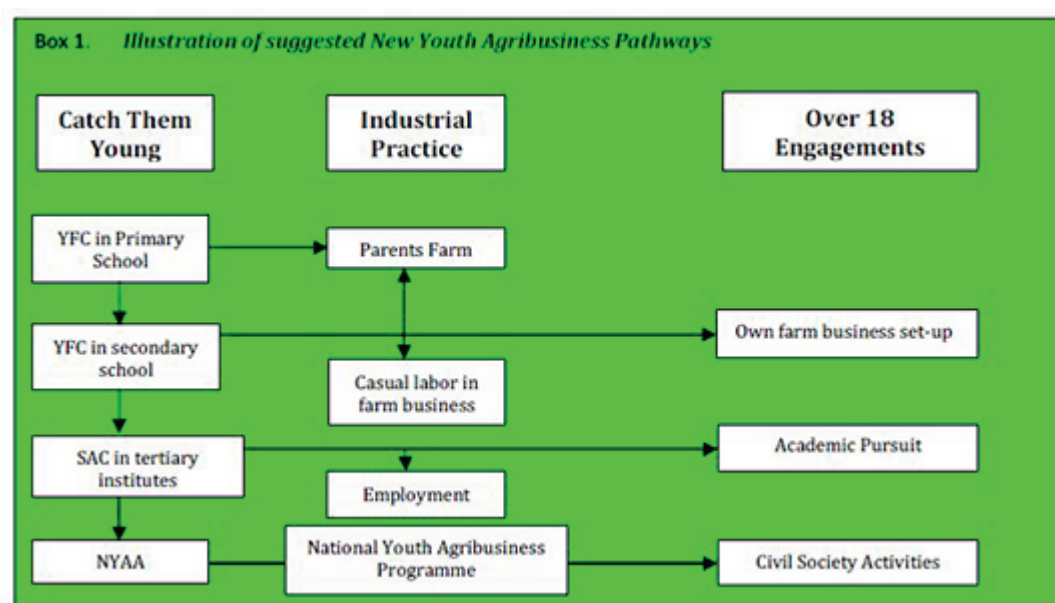 Box 1. Illustration of suggested New Youth Agribusiness Pathways
Catch Them
Young
Industrial
Practice
Over 18
Engagements
YFC in Primary
School
Parents Farm
YFC in secondary
school
Own farm business set-up
Casual labor in
farm business
SAC in tertiary
institutes
Academic Pursuit
Employment
NYAA
National Youth Agribusiness
Programme
Civil Society Activities